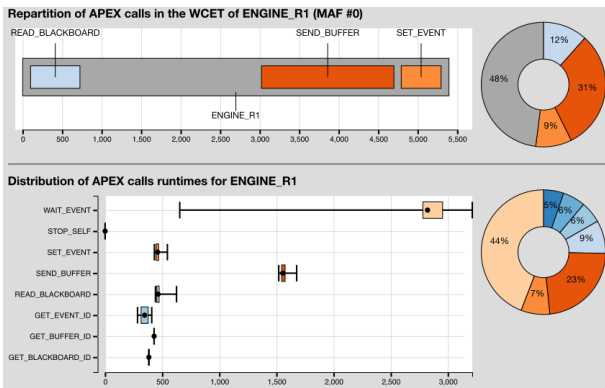 Repartition of APEX calls in the WCET of ENGINE_R1 (MAF #0)
READ_BLACKBOARD
SEND_BUFFER
SET_EVENT
ENGINE_R1
0 500 1,000 1,500 2,000 2,500 3,000 3,500 4,000 4,500 5,000 5,500
12%
31%
9%
48%
Distribution of APEX calls runtimes for ENGINE_R1
WAIT_EVENT
STOP_SELF
SET_EVENT
SEND_BUFFER
READ_BLACKBOARD
GET_EVENT_ID
GET_BUFFER_ID
GET_BLACKBOARD_ID
0 500 1,000 1,500 2,000 2,500 3,000
5%
6%
6%
9%
23%
7%
44%